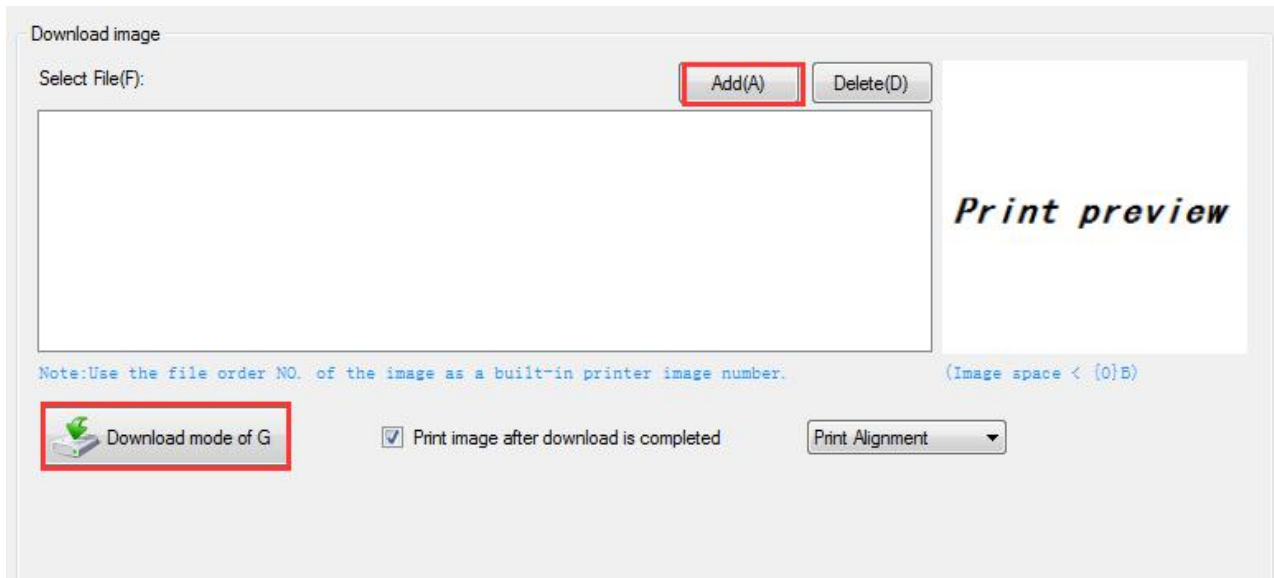 Download image
Select File(F):
Add(A)
Delete(D)
Print preview
Note:Use the file order NO. of the image as a built-in printer image number.
(Image space < {0}B)
Download mode of G
Print image after download is completed
Print Alignment